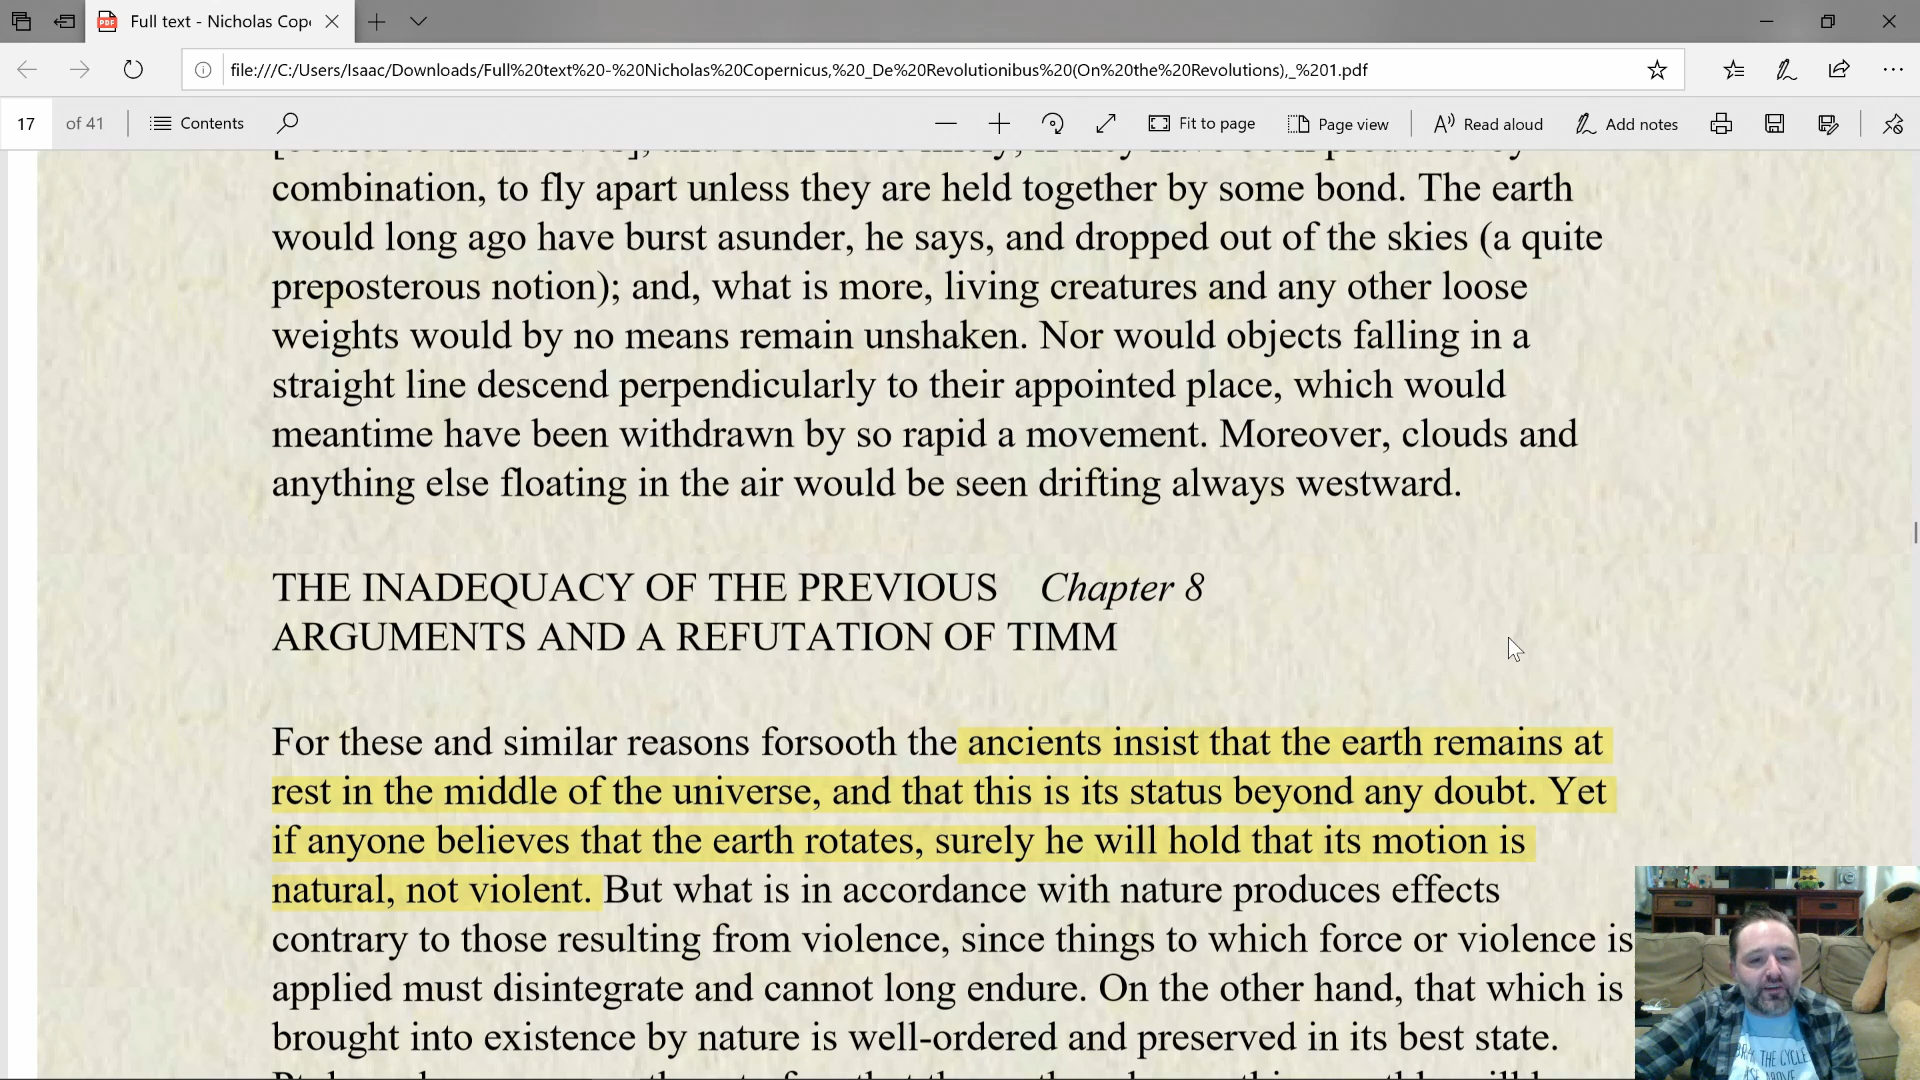 Full text - Nicholas Cop
file:///C:/Users/Isaac/Downloads/Full%20text%20-%20Nicholas%20Copernicus,%20_De%20Revolutionibus%20(On%20the%20Revolutions),_%201.pdf
17 of 41 Contents Fit to page Page view Read aloud Add notes
combination, to fly apart unless they are held together by some bond. The earth
would long ago have burst asunder, he says, and dropped out of the skies (a quite
preposterous notion); and, what is more, living creatures and any other loose
weights would by no means remain unshaken. Nor would objects falling in a
straight line descend perpendicularly to their appointed place, which would
meantime have been withdrawn by so rapid a movement. Moreover, clouds and
anything else floating in the air would be seen drifting always westward.
THE INADEQUACY OF THE PREVIOUS Chapter 8
ARGUMENTS AND A REFUTATION OF TIMM
For these and similar reasons forsooth the ancients insist that the earth remains at
rest in the middle of the universe, and that this is its status beyond any doubt. Yet
if anyone believes that the earth rotates, surely he will hold that its motion is
natural, not violent. But what is in accordance with nature produces effects
contrary to those resulting from violence, since things to which force or violence is
applied must disintegrate and cannot long endure. On the other hand, that which is
brought into existence by nature is well-ordered and preserved in its best state.
THE CYCLE